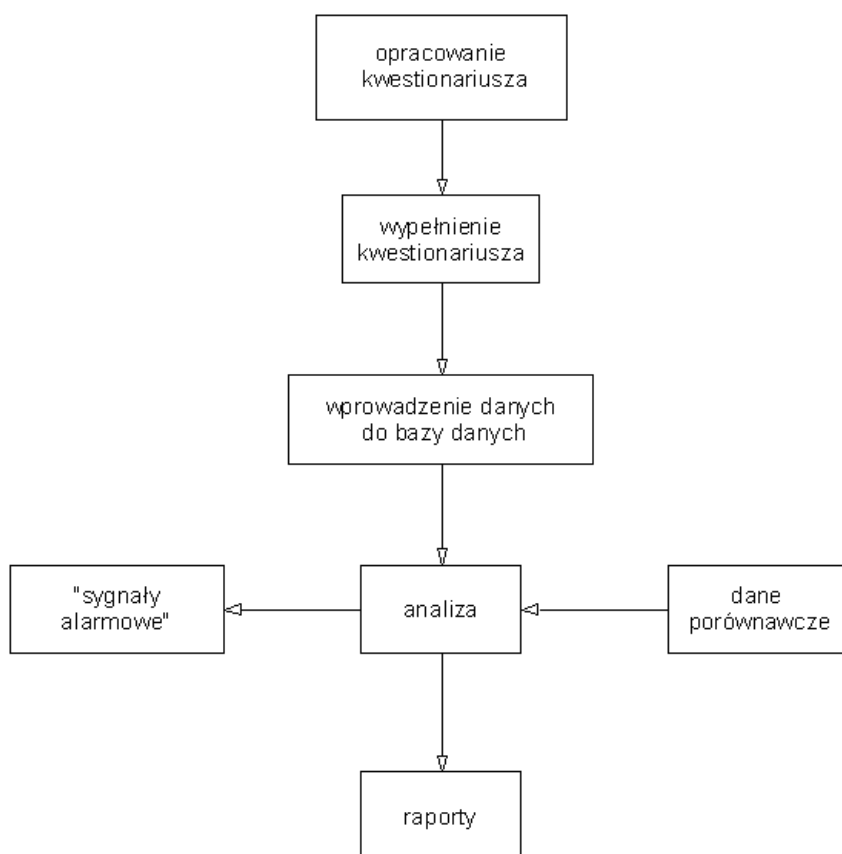 opracowanie
kwestionariusza
wypełnienie
kwestionariusza
wprowadzenie danych
do bazy danych
"sygnały
alarmowe"
analiza
dane
porównawcze
raporty